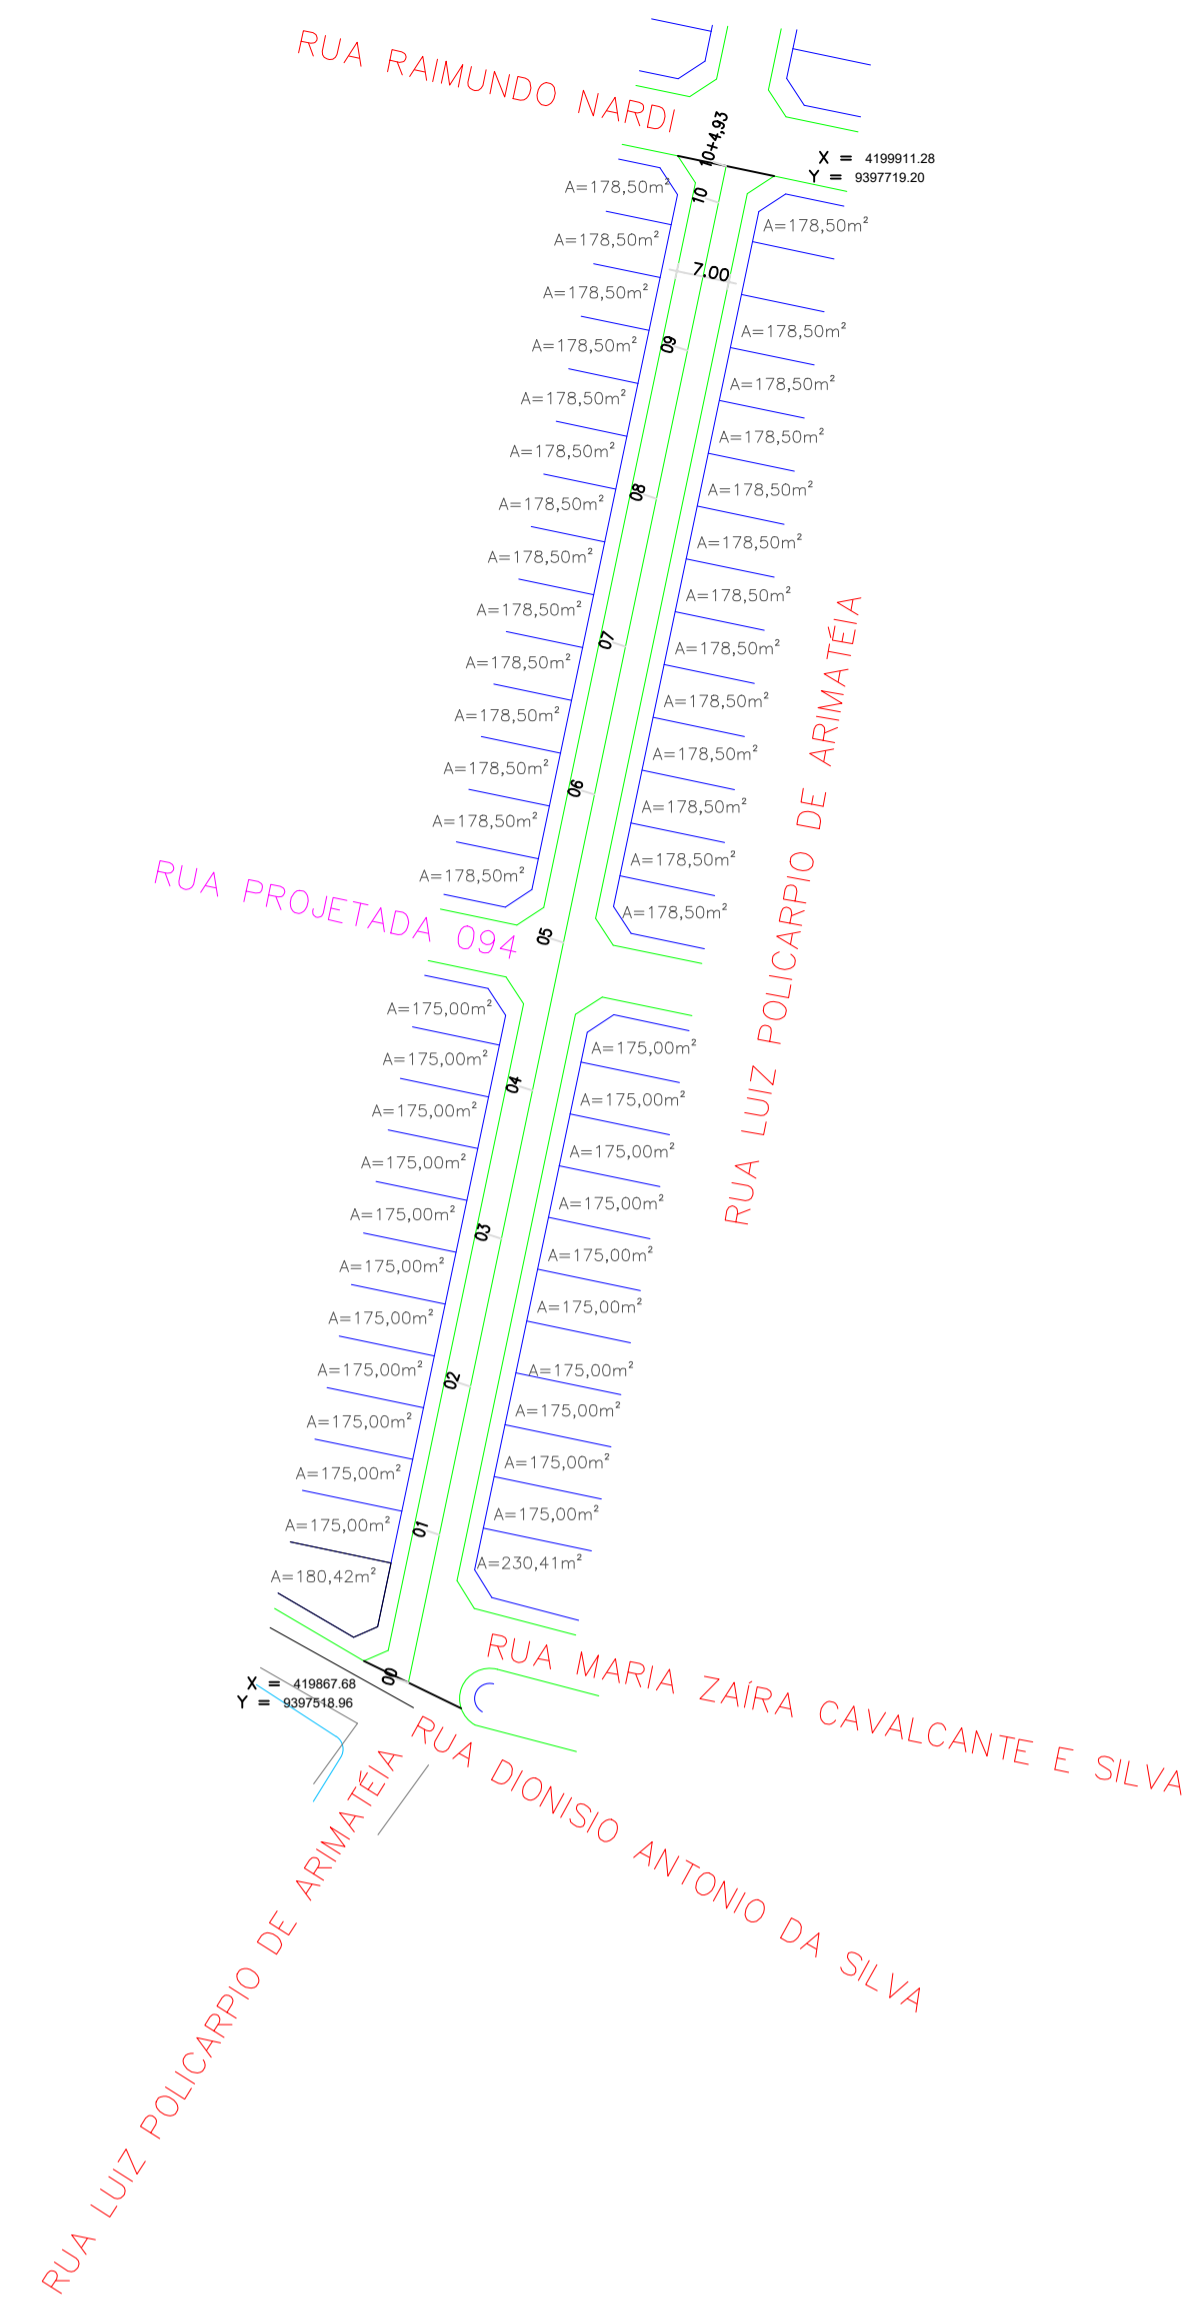 RUA RAIMUNDO NARDI
10+4,93
X = 4199911.28
Y = 9397719.20
A=178,50m²
10
A=178,50m²
A=178,50m²
7.00
A=178,50m²
A=178,50m²
09
A=178,50m²
A=178,50m²
A=178,50m²
A=178,50m²
A=178,50m²
08
A=178,50m²
A=178,50m²
A=178,50m²
A=178,50m²
A=178,50m²
A=178,50m²
07
A=178,50m²
A=178,50m²
A=178,50m²
A=178,50m²
A=178,50m²
06
A=178,50m²
A=178,50m²
A=178,50m²
A=178,50m²
A=178,50m²
A=178,50m²
RUA LUIZ POLICARPIO DE ARIMATÉIA
RUA PROJETADA 094
05
A=175,00m²
A=175,00m²
A=175,00m²
04
A=175,00m²
A=175,00m²
A=175,00m²
A=175,00m²
A=175,00m²
A=175,00m²
03
A=175,00m²
A=175,00m²
A=175,00m²
A=175,00m²
A=175,00m²
A=175,00m²
02
A=175,00m²
A=175,00m²
A=175,00m²
A=175,00m²
A=175,00m²
A=175,00m²
01
A=175,00m²
A=230,41m²
A=180,42m²
00
X = 419867.68
Y = 9397518.96
RUA MARIA ZAÍRA CAVALCANTE E SILVA
RUA DIONISIO ANTONIO DA SILVA
RUA LUIZ POLICARPIO DE ARIMATÉIA